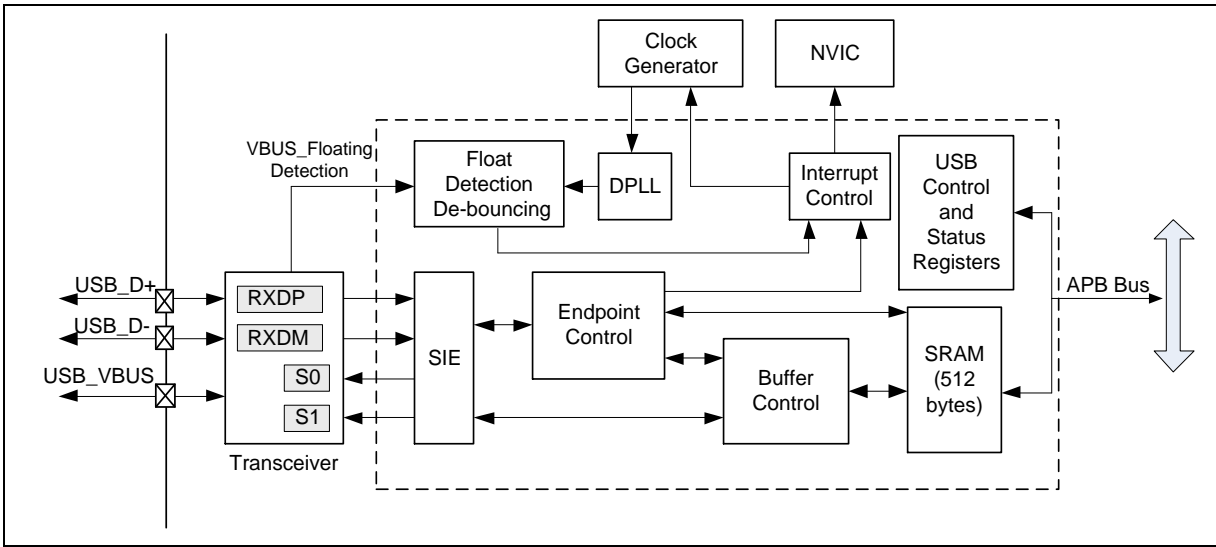 Clock
Generator
NVIC
VBUS_Floating
Detection
Float
Detection
De-bouncing
DPLL
Interrupt
Control
USB
Control
and
Status
Registers
USB_D+
USB_D-
USB_VBUS
RXDP
RXDM
S0
S1
Transceiver
SIE
Endpoint
Control
Buffer
Control
SRAM
(512
bytes)
APB Bus